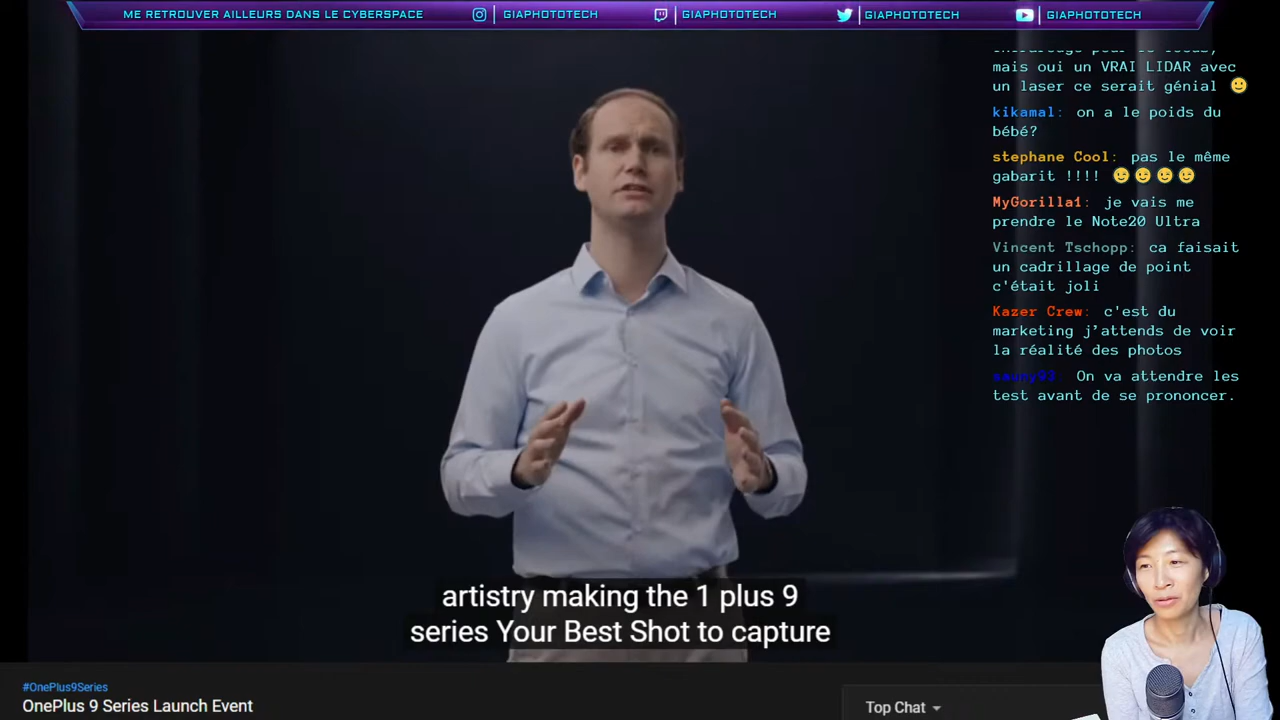 ME RETROUVER AILLEURS DANS LE CYBERSPACE GIAPHOTOTECH GIAPHOTOTECH GIAPHOTOTECH GIAPHOTOTECH
mais oui un VRAI LIDAR avec
un laser ce serait génial
kikamal: on a le poids du
bébé?
stephane Cool: pas le même
gabarit !!!!
MyGorilla1: je vais me
prendre le Note20 Ultra
Vincent Tschopp: ca faisait
un cadrillage de point
c'était joli
Kazer Crew: c'est du
marketing j’attends de voir
la réalité des photos
On va attendre les
test avant de se prononcer.
artistry making the 1 plus 9
series Your Best Shot to capture
#OnePlus9Series
OnePlus 9 Series Launch Event
Top Chat